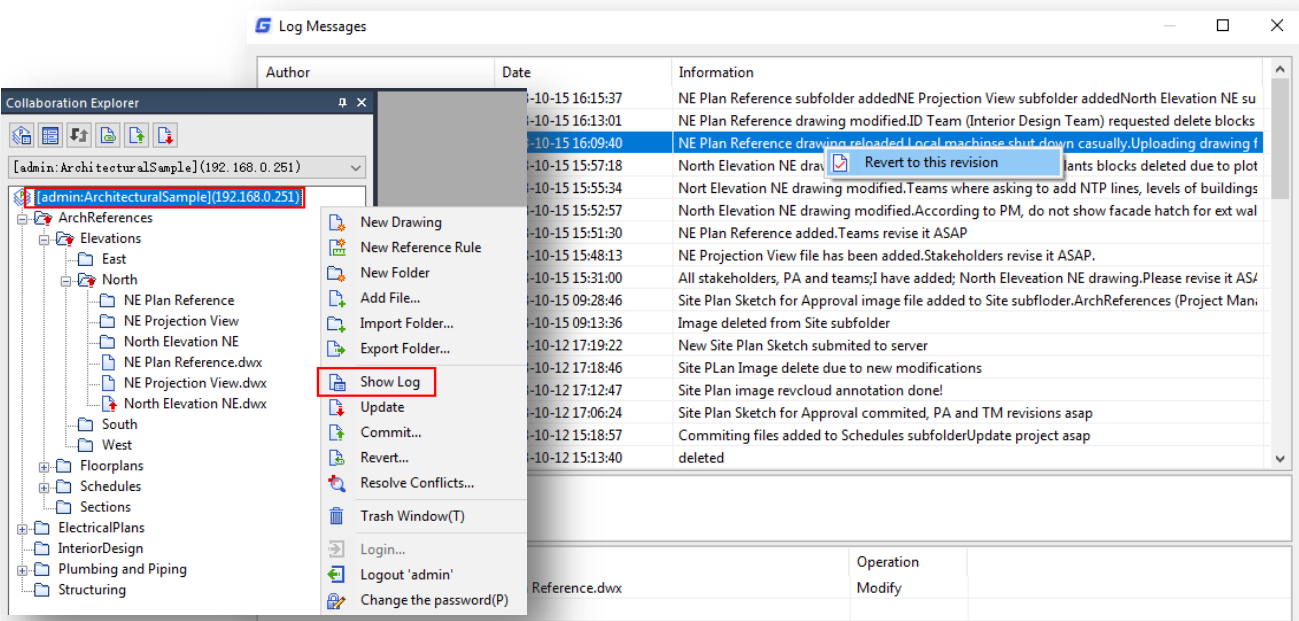 Log Messages
Author Date Information
-10-15 16:15:37 NE Plan Reference subfolder addedNE Projection View subfolder addedNorth Elevation NE su
-10-15 16:13:01 NE Plan Reference drawing modified.ID Team (Interior Design Team) requested delete blocks
-10-15 16:09:40 NE Plan Reference drawing reloaded.Local machinse shut down casually.Uploading drawing f
Revert to this revision
-10-15 15:57:18 North Elevation NE drav lants blocks deleted due to plot
-10-15 15:55:34 Nort Elevation NE drawing modified.Teams where asking to add NTP lines, levels of buildings
-10-15 15:52:57 North Elevation NE drawing modified.According to PM, do not show facade hatch for ext wal
-10-15 15:51:30 NE Plan Reference added.Teams revise it ASAP
-10-15 15:48:13 NE Projection View file has been added.Stakeholders revise it ASAP.
-10-15 15:31:00 All stakeholders, PA and teams;I have added; North Eleveation NE drawing.Please revise it ASA
-10-15 09:28:46 Site Plan Sketch for Approval image file added to Site subfloder.ArchReferences (Project Mana
-10-15 09:13:36 Image deleted from Site subfolder
-10-12 17:19:22 New Site Plan Sketch submited to server
-10-12 17:18:46 Site PLan Image delete due to new modifications
-10-12 17:12:47 Site PLan image revcloud annotation done!
-10-12 17:06:24 Site Plan Sketch for Approval commited, PA and TM revisions asap
-10-12 15:18:57 Commiting files added to Schedules subfolderUpdate project asap
-10-12 15:13:40 deleted
Operation
Reference.dwx Modify
Collaboration Explorer
[admin:ArchitecturalSample](192.168.0.251)
[admin:ArchitecturalSample](192.168.0.251)
ArchReferences
Elevations
East
North
NE Plan Reference
NE Projection View
North Elevation NE
NE Plan Reference.dwx
NE Projection View.dwx
North Elevation NE.dwx
South
West
Floorplans
Schedules
Sections
ElectricalPlans
InteriorDesign
Plumbing and Piping
Structuring
New Drawing
New Reference Rule
New Folder
Add File...
Import Folder...
Export Folder...
Show Log
Update
Commit...
Revert...
Resolve Conflicts...
Trash Window(T)
Login...
Logout 'admin'
Change the password(P)